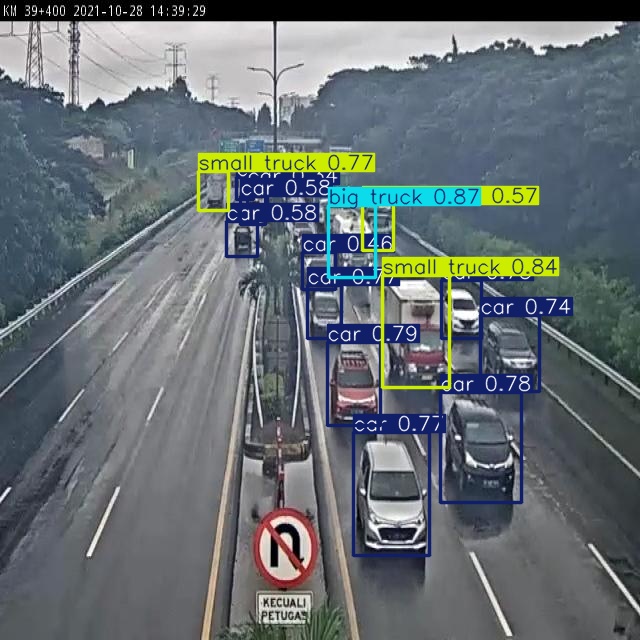 KM 39+400 2021-10-28 14:39:29
small truck 0.77
car 0.58
big truck 0.87
0.57
car 0.58
car 0.46
small truck 0.84
car 0.74
car 0.79
car 0.78
car 0.77
KECUALI
PETUGAS